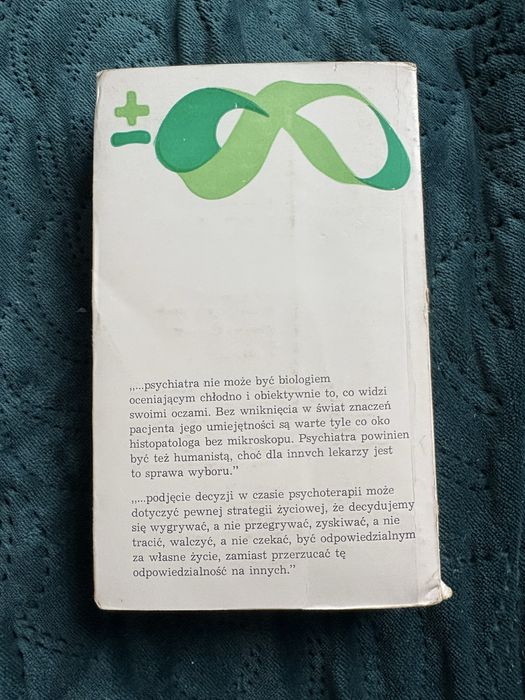 ±
„...psychiatra nie może być biologiem
oceniającym chłodno i obiektywnie to, co widzi
swoimi oczami. Bez wniknięcia w świat znaczeń
pacjenta jego umiejętności są warte tyle co oko
histopatologa bez mikroskopu. Psychiatra powinien
być też humanistą, choć dla innych lekarzy jest
to sprawa wyboru.”
„...podjęcie decyzji w czasie psychoterapii może
dotyczyć pewnej strategii życiowej, że decydujemy
się wygrywać, a nie przegrywać, zyskiwać, a nie
tracić, walczyć, a nie czekać, być odpowiedzialnym
za własne życie, zamiast przerzucać tę
odpowiedzialność na innych.”